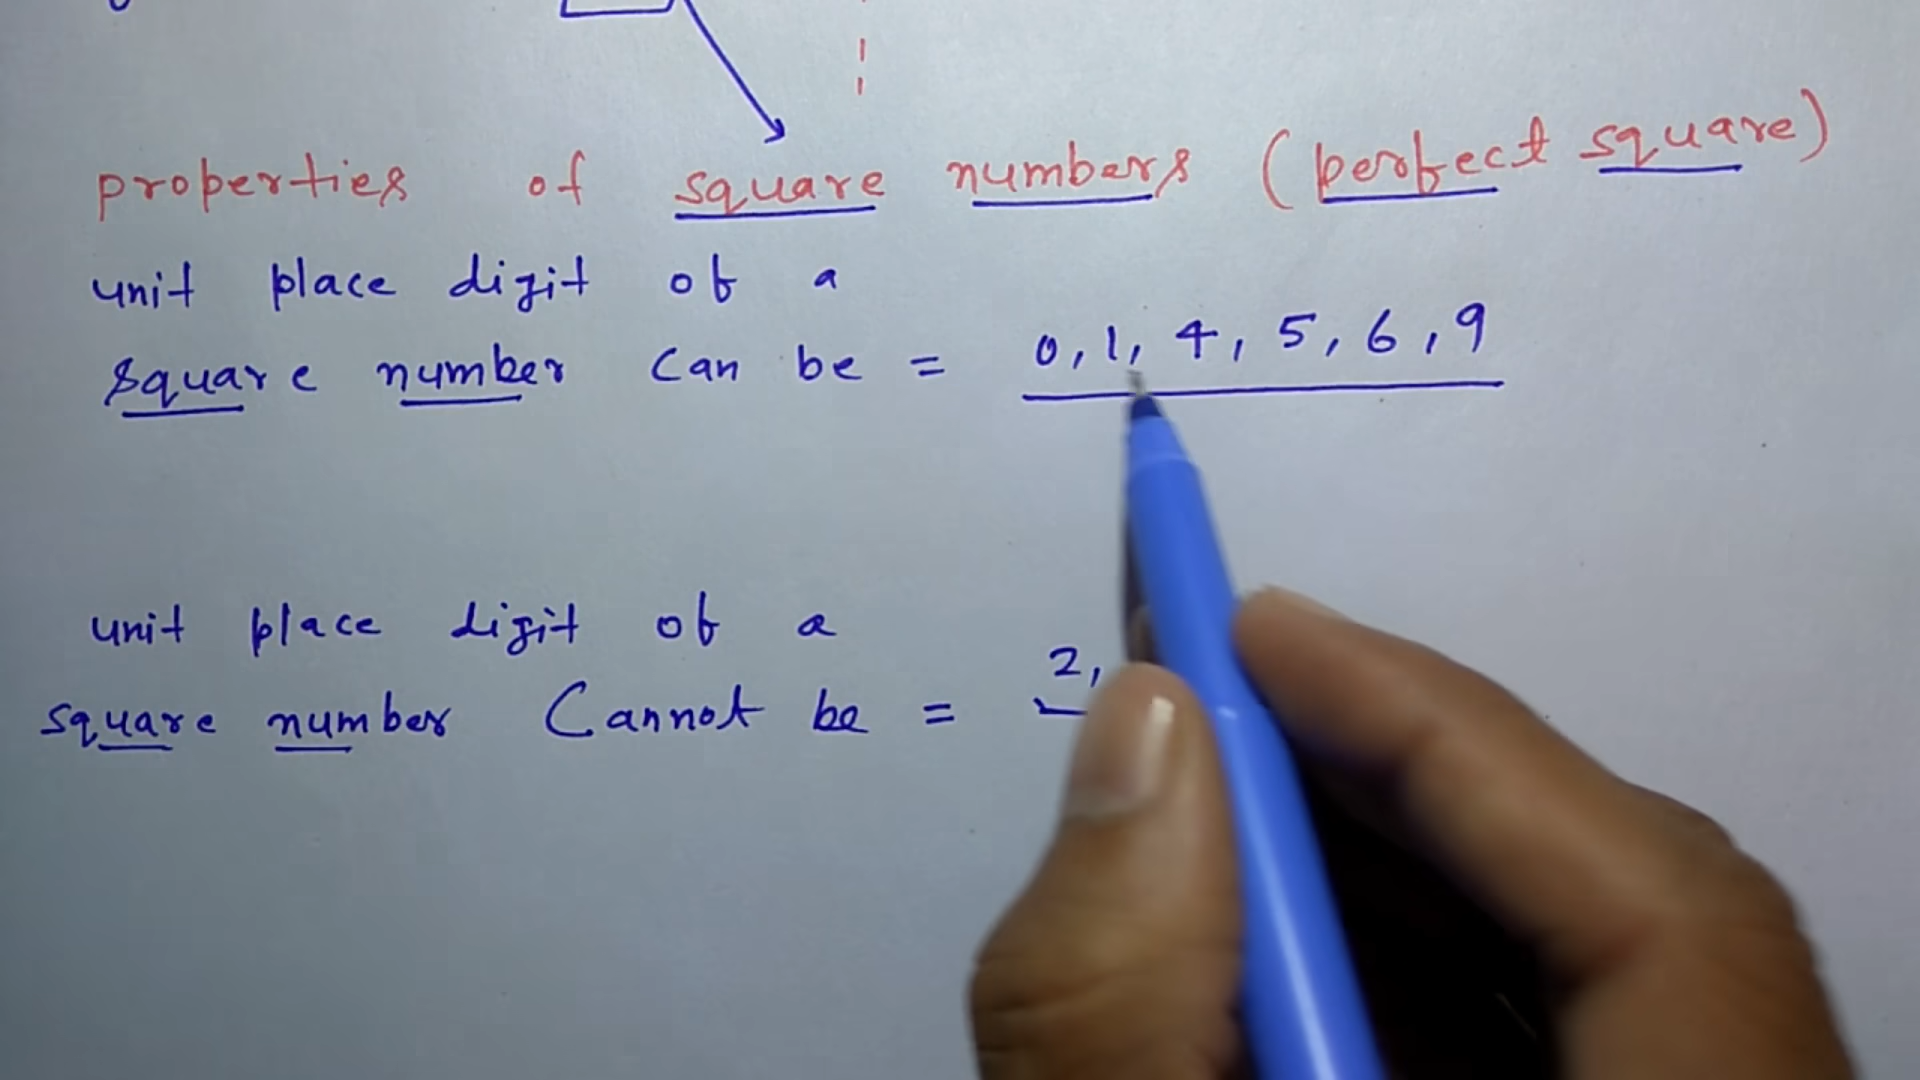 properties of square numbers (perfect square)
unit place digit of a
square number can be = 0, 1, 4, 5, 6, 9
unit place digit of a
square number Cannot be = 2,